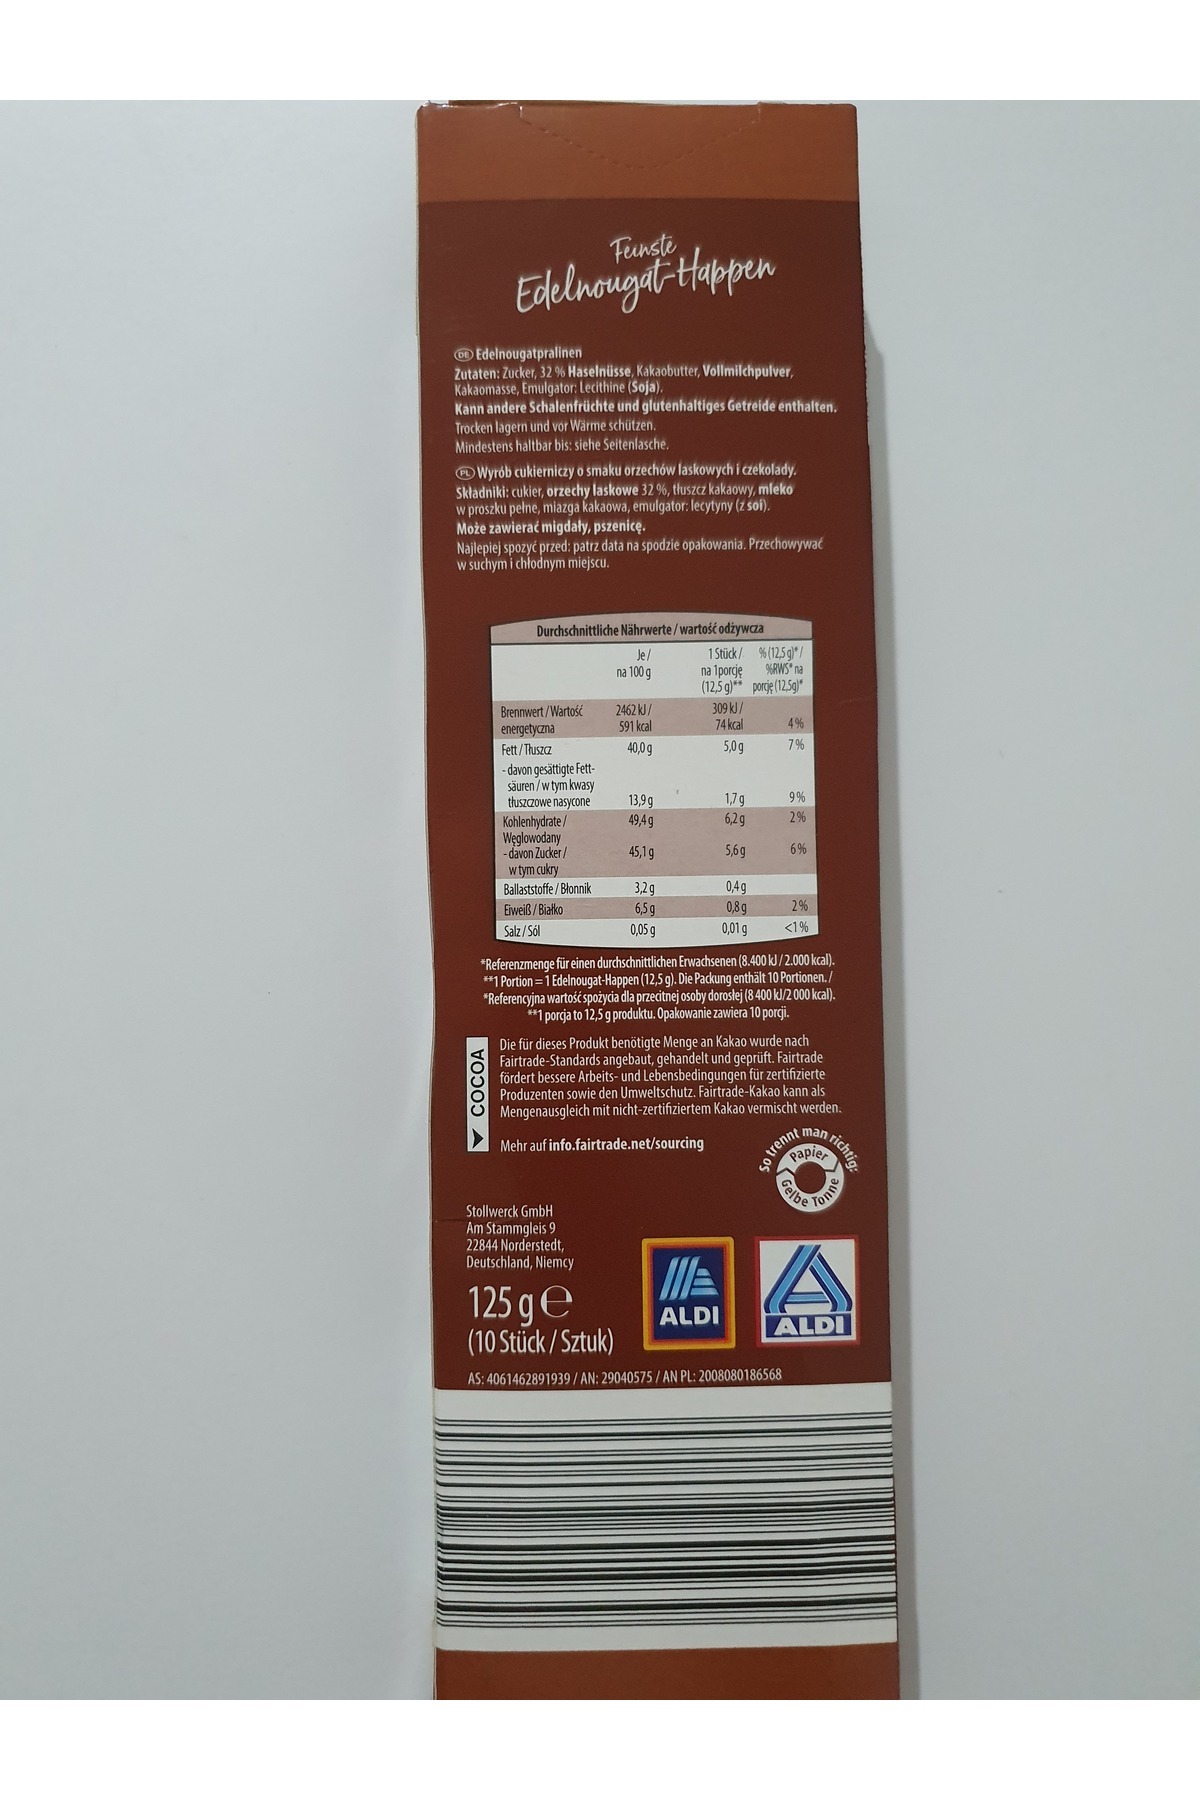 Feinste
Edelnougat-Happen
DE Edelnougatpralinen
Zutaten: Zucker, 32 % Haselnüsse, Kakaobutter, Vollmilchpulver,
Kakaomasse, Emulgator: Lecithine (Soja).
Kann andere Schalenfrüchte und glutenhaltiges Getreide enthalten.
Trocken lagern und vor Wärme schützen.
Mindestens haltbar bis: siehe Seitenlasche.
PL Wyrób cukierniczy o smaku orzechów laskowych i czekolady.
Składniki: cukier, orzechy laskowe 32 %, tłuszcz kakaowy, mleko
w proszku pełne, miazga kakaowa, emulgator: lecytyny (z soi).
Może zawierać migdały, pszenicę.
Najlepiej spożyć przed: patrz data na spodzie opakowania. Przechowywać
w suchym i chłodnym miejscu.
Durchschnittliche Nährwerte / wartość odżywcza
Je / 1 Stück / % (12,5 g)* /
na 100 g na 1porcję %RWS* na
(12,5 g)** porcję (12,5g)*
Brennwert / Wartość 2462 kJ / 309 kJ /
energetyczna 591 kcal 74 kcal 4 %
Fett / Tłuszcz 40,0 g 5,0 g 7 %
- davon gesättigte Fett-
säuren / w tym kwasy
tłuszczowe nasycone 13,9 g 1,7 g 9 %
Kohlenhydrate / 49,4 g 6,2 g 2 %
Węglowodany
- davon Zucker / 45,1 g 5,6 g 6 %
w tym cukry
Ballaststoffe / Błonnik 3,2 g 0,4 g
Eiweiß / Białko 6,5 g 0,8 g 2 %
Salz / Sól 0,05 g 0,01 g <1 %
*Referenzmenge für einen durchschnittlichen Erwachsenen (8.400 kJ / 2.000 kcal).
**1 Portion = 1 Edelnougat-Happen (12,5 g). Die Packung enthält 10 Portionen. /
*Referencyjna wartość spożycia dla przecitnej osoby dorosłej (8 400 kJ/2 000 kcal).
**1 porcja to 12,5 g produktu. Opakowanie zawiera 10 porcji.
COCOA
Die für dieses Produkt benötigte Menge an Kakao wurde nach
Fairtrade-Standards angebaut, gehandelt und geprüft. Fairtrade
fördert bessere Arbeits- und Lebensbedingungen für zertifizierte
Produzenten sowie den Umweltschutz. Fairtrade-Kakao kann als
Mengenausgleich mit nicht-zertifiziertem Kakao vermischt werden.
Mehr auf info.fairtrade.net/sourcing
So trennt man richtig:
Papier
Gelbe Tonne
Stollwerck GmbH
Am Stammgleis 9
22844 Norderstedt,
Deutschland, Niemcy
125 g e
(10 Stück / Sztuk)
ALDI
ALDI
AS: 4061462891939 / AN: 29040575 / AN PL: 2008080186568